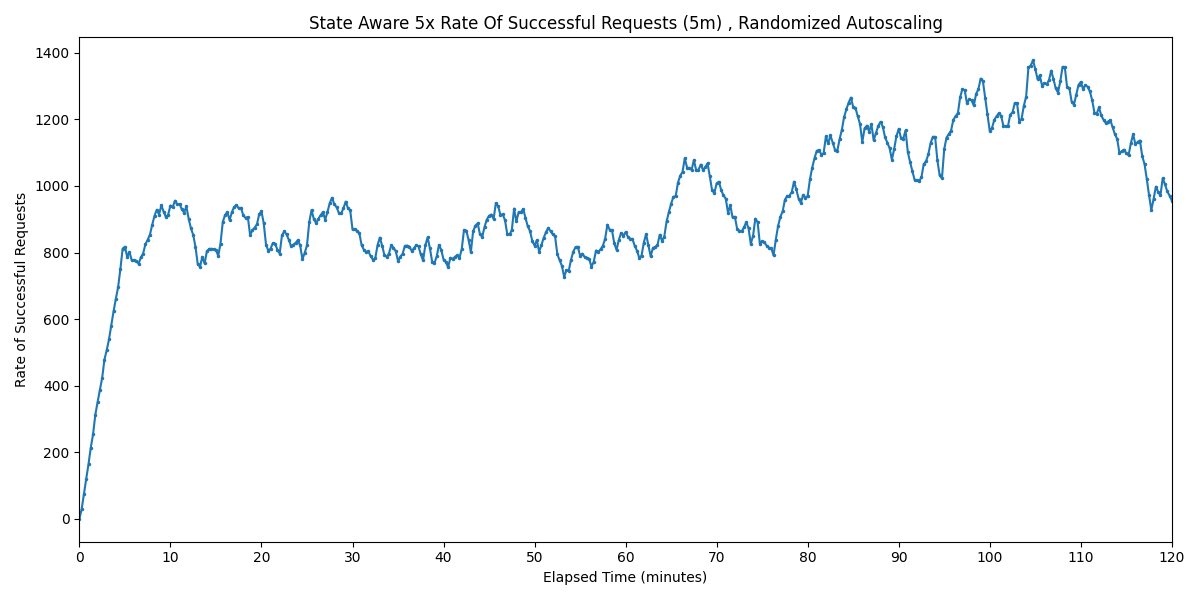 State Aware 5x Rate Of Successful Requests (5m) , Randomized Autoscaling
Rate of Successful Requests
1400
1200
1000
800
600
400
200
0
0 10 20 30 40 50 60 70 80 90 100 110 120
Elapsed Time (minutes)